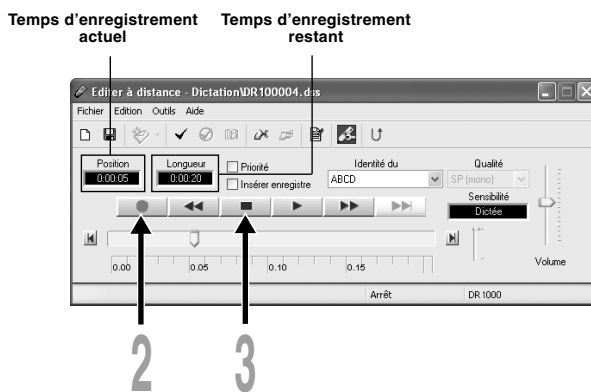 Temps d'enregistrement actuel
Temps d'enregistrement restant
Editer à distance - Dictation\DR100004.dss
Fichier Edition Outils Aide
Position Longueur Priorité Identité du Qualité
0:00:05 0:00:20 Insérer enregistre ABCD SP (mono)
Sensibilité
Dictée
0.00 0.05 0.10 0.15 Volume
Arrêt DR1000
2 3